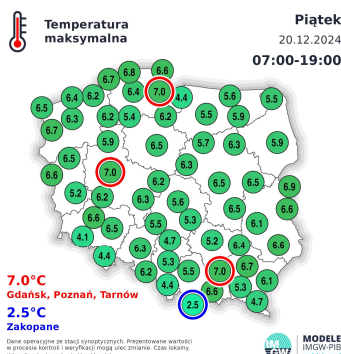 Temperatura
maksymalna
Piątek
20.12.2024
07:00-19:00
6.7 6.8 6.6
6.5 6.4 6.2 6.4 7.0 4.4 5.6 5.5
6.7 6.3 6.2 5.4 6.2 5.5 5.9
5.9 6.5 5.7 6.3 5.9
6.5 6.3
6.6 7.0 6.2 6.5 6.5 6.9
5.2 6.2 6.3 5.6 6.5 6.6
6.6 5.5 5.3 6.1
4.1 6.5 4.7 5.2 6.4 6.6
4.4 6.3 5.3
6.2 5.5 7.0 6.7
4.4 6.6 5.3 6.1
2.5 4.7
7.0°C
Gdańsk, Poznań, Tarnów
2.5°C
Zakopane
Dane operacyjne ze stacji synoptycznych. Prezentowane wartości
w procesie kontroli i weryfikacji mogą ulec zmianie. Czas lokalny.
IMGW
MODELE
IMGW-PIB